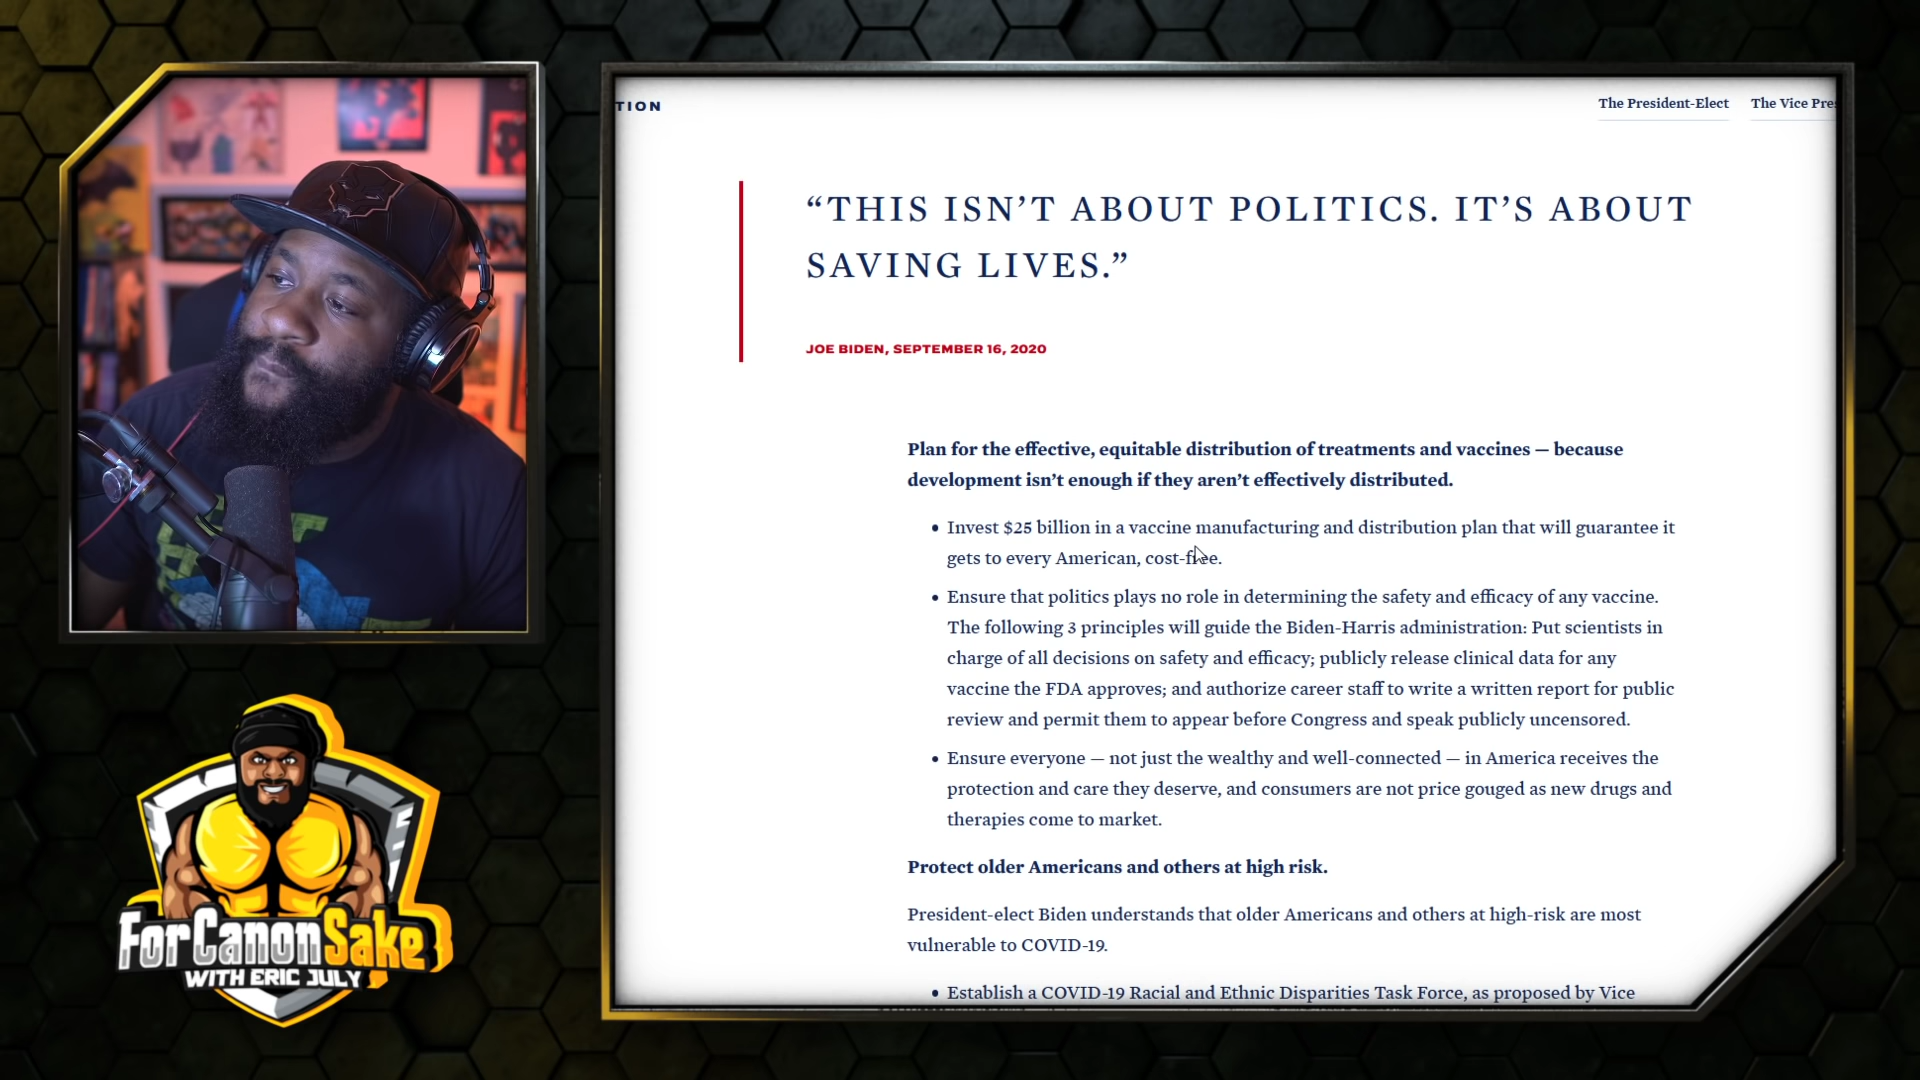 TION
The President-Elect
The Vice Pres
“THIS ISN’T ABOUT POLITICS. IT’S ABOUT
SAVING LIVES.”
JOE BIDEN, SEPTEMBER 16, 2020
Plan for the effective, equitable distribution of treatments and vaccines — because
development isn’t enough if they aren’t effectively distributed.
• Invest $25 billion in a vaccine manufacturing and distribution plan that will guarantee it
gets to every American, cost-free.
• Ensure that politics plays no role in determining the safety and efficacy of any vaccine.
The following 3 principles will guide the Biden-Harris administration: Put scientists in
charge of all decisions on safety and efficacy; publicly release clinical data for any
vaccine the FDA approves; and authorize career staff to write a written report for public
review and permit them to appear before Congress and speak publicly uncensored.
• Ensure everyone — not just the wealthy and well-connected — in America receives the
protection and care they deserve, and consumers are not price gouged as new drugs and
therapies come to market.
Protect older Americans and others at high risk.
President-elect Biden understands that older Americans and others at high-risk are most
vulnerable to COVID-19.
• Establish a COVID-19 Racial and Ethnic Disparities Task Force, as proposed by Vice
ForCanonSake
WITH ERIC JULY